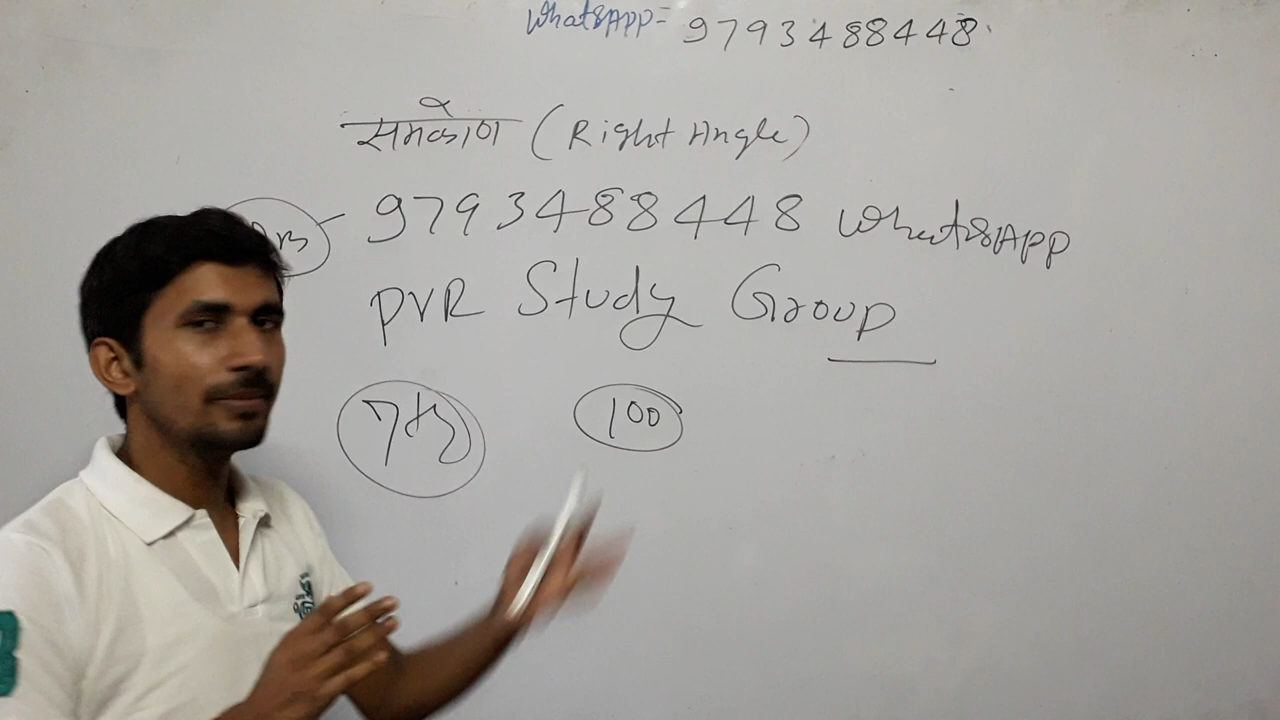 WhatsApp= 9793488448
समकोण (Right Angle)
9793488448 WhatsApp
PVR Study Group
100